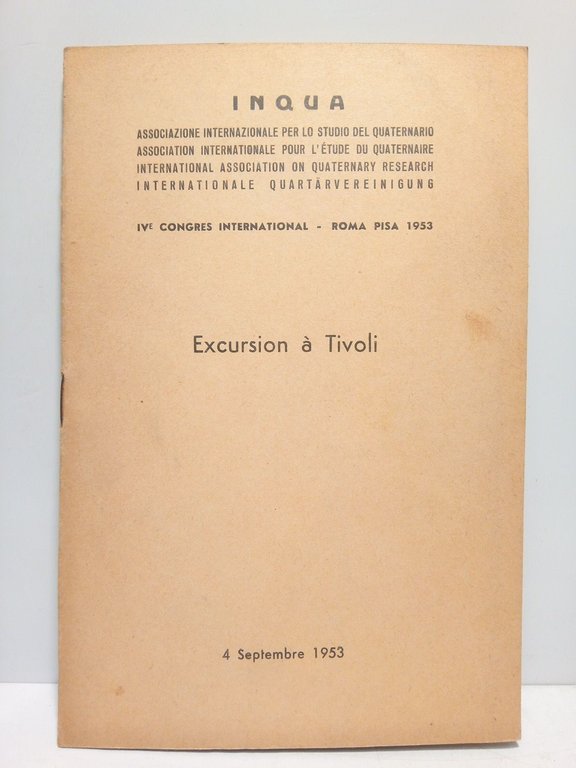 INQUA
ASSOCIAZIONE INTERNAZIONALE PER LO STUDIO DEL QUATERNARIO
ASSOCIATION INTERNATIONALE POUR L'ÉTUDE DU QUATERNAIRE
INTERNATIONAL ASSOCIATION ON QUATERNARY RESEARCH
INTERNATIONALE QUARTÄRVEREINIGUNG
IVE CONGRES INTERNATIONAL - ROMA PISA 1953
Excursion à Tivoli
4 Septembre 1953